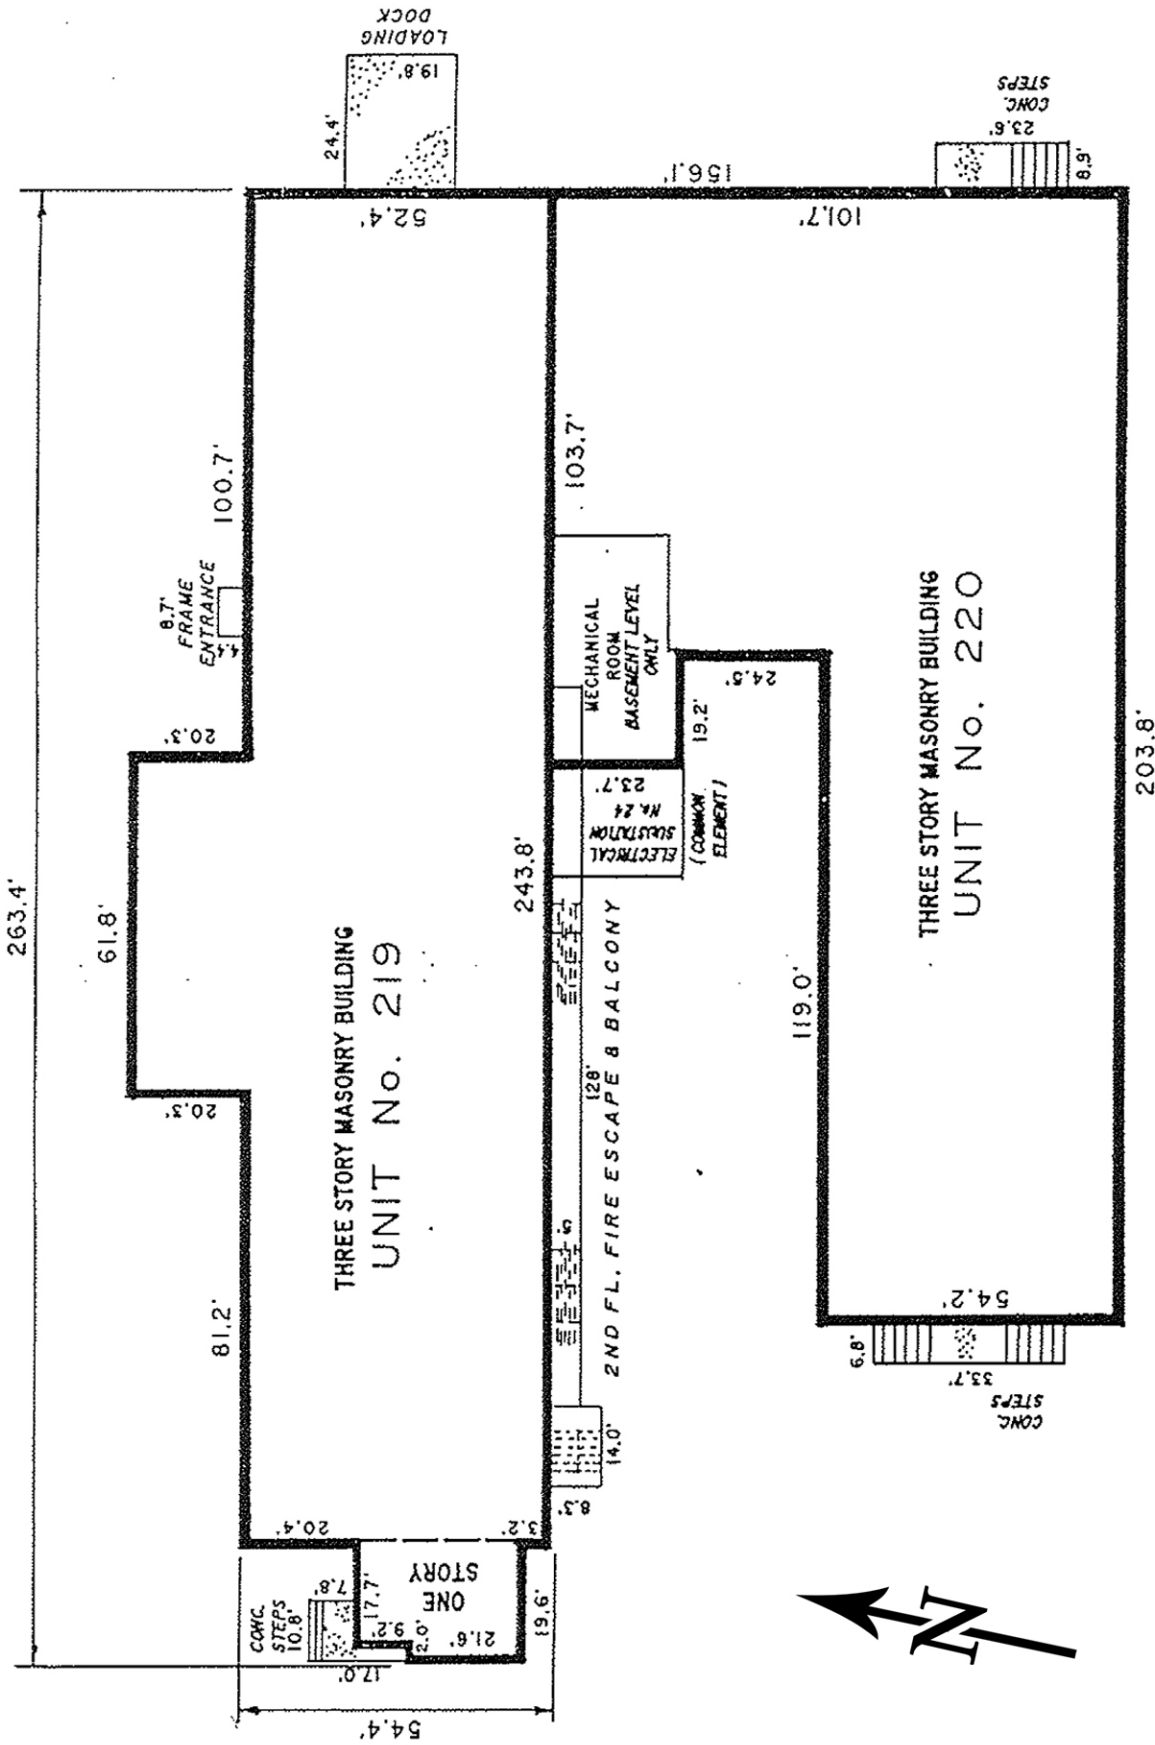 LOADING
DOCK
19.8'
24.4'
CONC.
STEPS
23.6'
8.9'
156.1'
52.4'
101.7'
263.4'
100.7'
8.7'
FRAME
ENTRANCE
4.4'
20.3'
61.8'
20.3'
81.2'
103.7'
MECHANICAL
ROOM
BASEMENT LEVEL
ONLY
24.5'
19.2'
23.7'
ELECTRICAL
SUBSTATION
No. 24
(COMMON
ELEMENT)
243.8'
THREE STORY MASONRY BUILDING
UNIT No. 219
THREE STORY MASONRY BUILDING
UNIT No. 220
203.8'
119.0'
128'
2ND FL. FIRE ESCAPE & BALCONY
5'
54.2'
6.8'
33.7'
CONC.
STEPS
14.0'
8.3'
20.4'
3.2'
ONE
STORY
CONC.
STEPS
10.8'
7.8'
17.7'
9.2'
2.0'
21.6'
19.6'
17.0'
54.4'
N